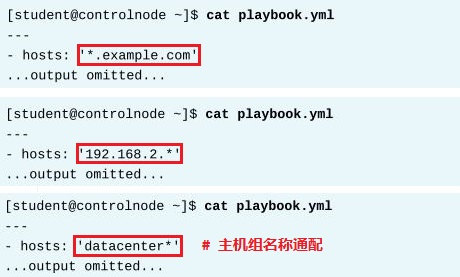 [student@controlnode ~]$ cat playbook.yml
---
- hosts: '*.example.com'
...output omitted...
[student@controlnode ~]$ cat playbook.yml
---
- hosts: '192.168.2.*'
...output omitted...
[student@controlnode ~]$ cat playbook.yml
---
- hosts: 'datacenter*' # 主机组名称通配
...output omitted...